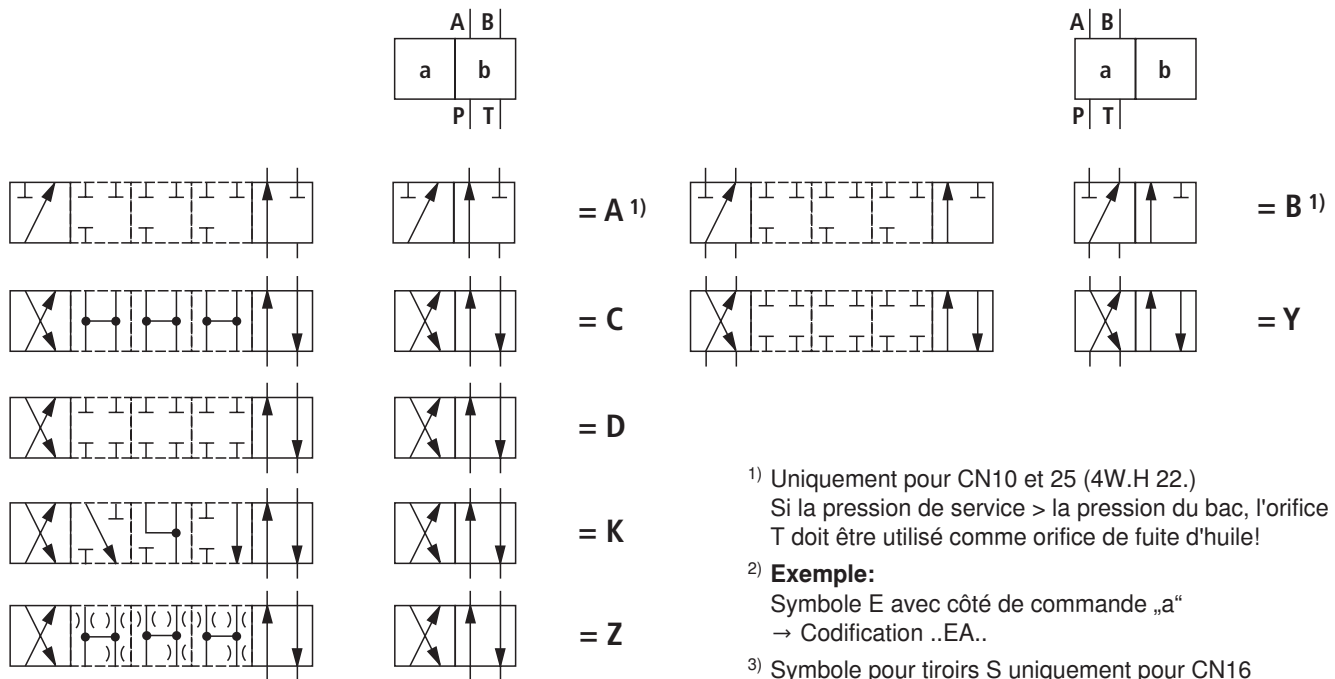 A B
a b
P T
A B
a b
P T
= A 1)
= B 1)
= C
= Y
= D
= K
= Z
1) Uniquement pour CN10 et 25 (4W.H 22.)
Si la pression de service > la pression du bac, l'orifice
T doit être utilisé comme orifice de fuite d'huile!
2) Exemple:
Symbole E avec côté de commande „a“
→ Codification ..EA..
3) Symbole pour tiroirs S uniquement pour CN16